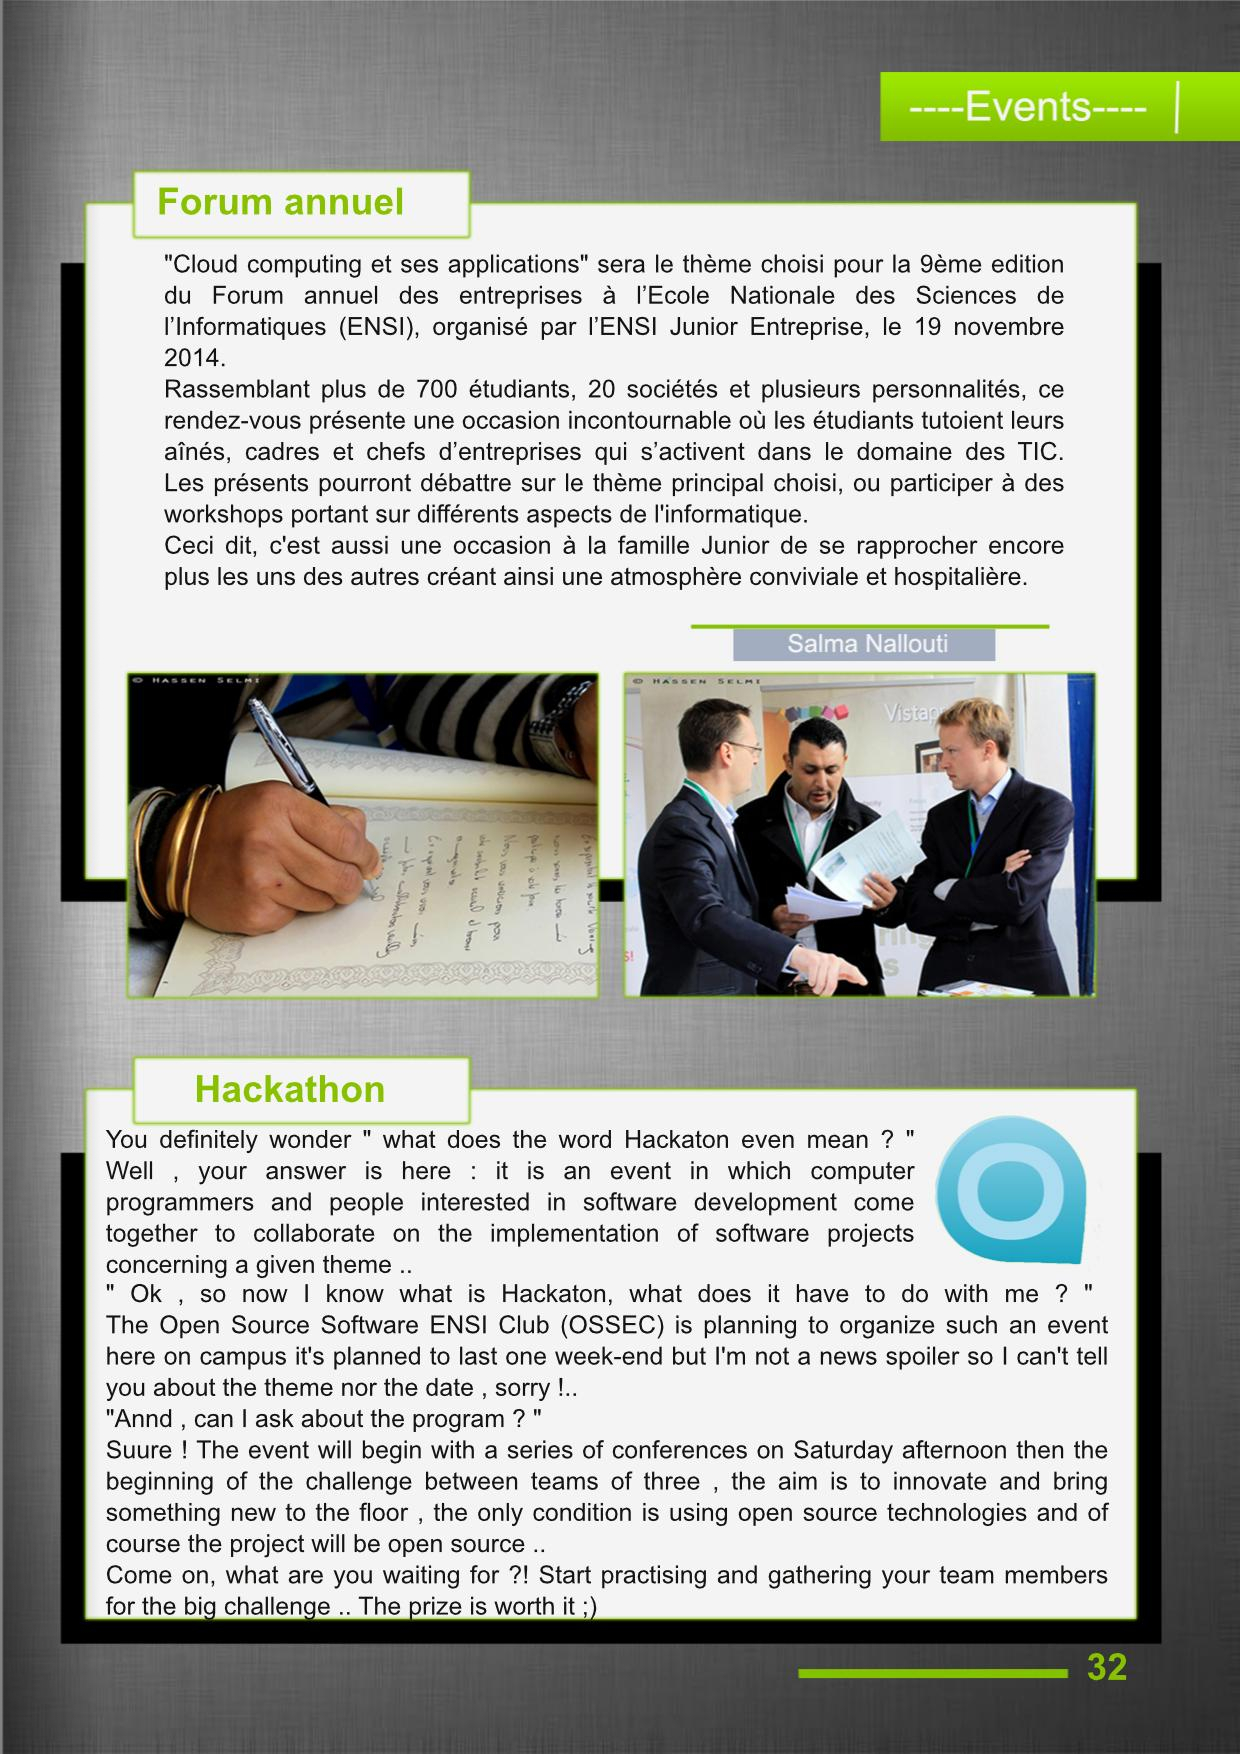 ----Events----
Forum annuel
"Cloud computing et ses applications" sera le thème choisi pour la 9ème edition
du Forum annuel des entreprises à l’Ecole Nationale des Sciences de
l’Informatiques (ENSI), organisé par l’ENSI Junior Entreprise, le 19 novembre
2014.
Rassemblant plus de 700 étudiants, 20 sociétés et plusieurs personnalités, ce
rendez-vous présente une occasion incontournable où les étudiants tutoient leurs
aînés, cadres et chefs d’entreprises qui s’activent dans le domaine des TIC.
Les présents pourront débattre sur le thème principal choisi, ou participer à des
workshops portant sur différents aspects de l'informatique.
Ceci dit, c'est aussi une occasion à la famille Junior de se rapprocher encore
plus les uns des autres créant ainsi une atmosphère conviviale et hospitalière.
Salma Nallouti
© HASSEN SELMI
© HASSEN SELMI
Vistap
Hackathon
You definitely wonder " what does the word Hackaton even mean ? "
Well , your answer is here : it is an event in which computer
programmers and people interested in software development come
together to collaborate on the implementation of software projects
concerning a given theme ..
" Ok , so now I know what is Hackaton, what does it have to do with me ? "
The Open Source Software ENSI Club (OSSEC) is planning to organize such an event
here on campus it's planned to last one week-end but I'm not a news spoiler so I can't tell
you about the theme nor the date , sorry !..
"Annd , can I ask about the program ? "
Suure ! The event will begin with a series of conferences on Saturday afternoon then the
beginning of the challenge between teams of three , the aim is to innovate and bring
something new to the floor , the only condition is using open source technologies and of
course the project will be open source ..
Come on, what are you waiting for ?! Start practising and gathering your team members
for the big challenge .. The prize is worth it ;)
32